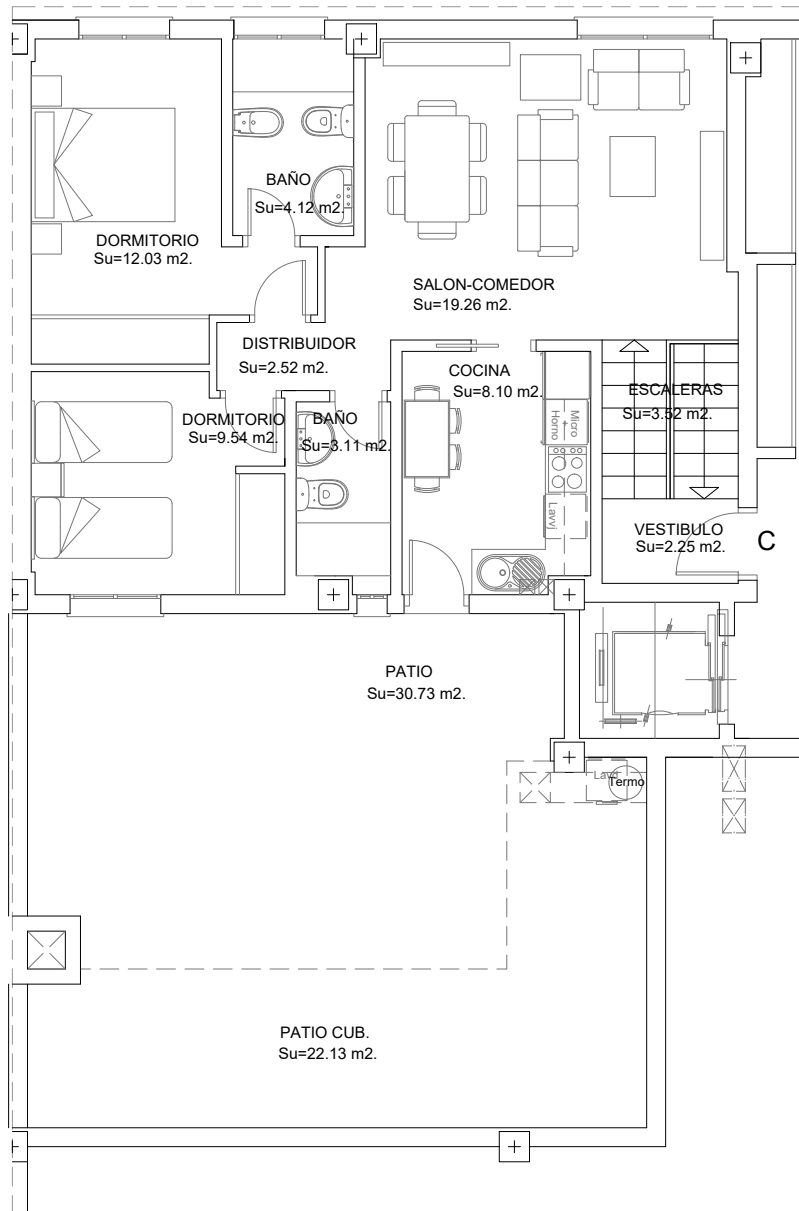 BAÑO
Su=4.12 m2.
DORMITORIO
Su=12.03 m2.
SALON-COMEDOR
Su=19.26 m2.
DISTRIBUIDOR
Su=2.52 m2.
COCINA
Su=8.10 m2.
ESCALERAS
Su=3.52 m2.
DORMITORIO
Su=9.54 m2.
BAÑO
Su=3.11 m2.
Micro
Horno
Lavvj
VESTIBULO
Su=2.25 m2.
C
PATIO
Su=30.73 m2.
Termo
PATIO CUB.
Su=22.13 m2.